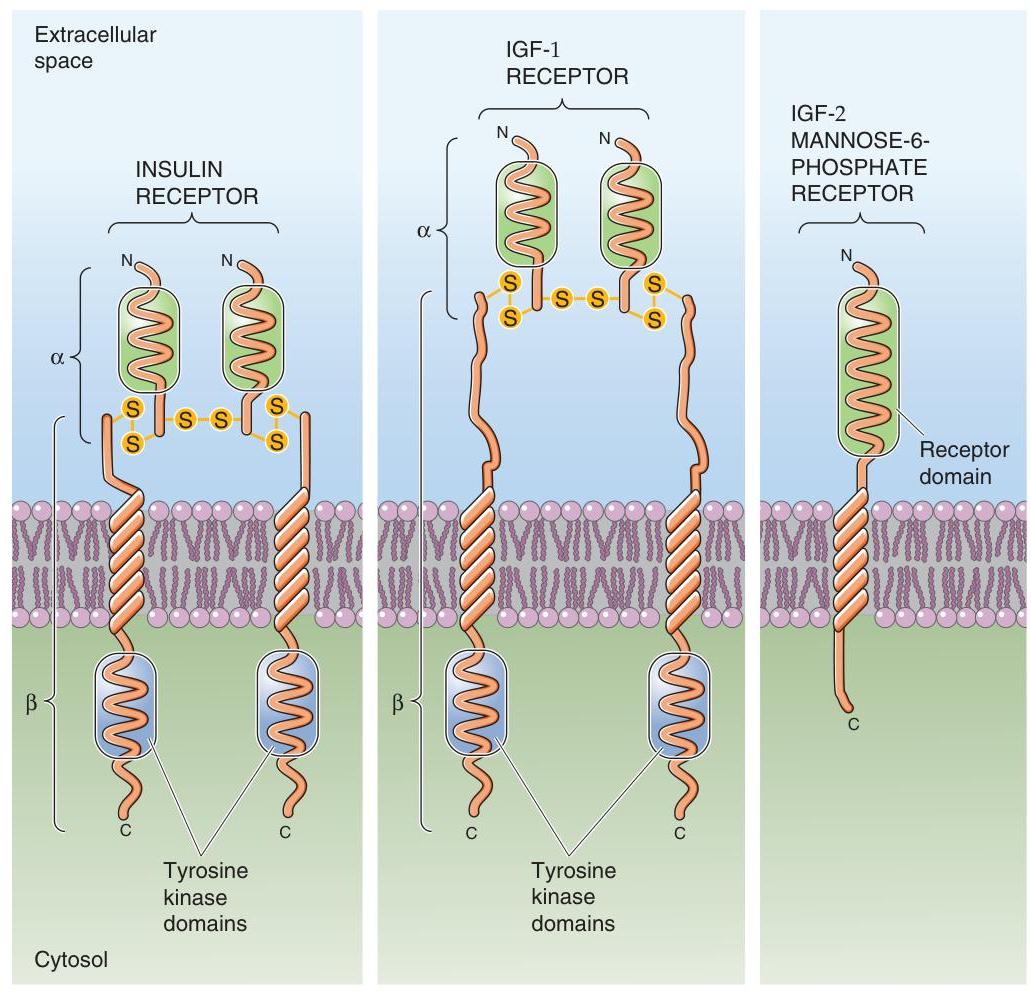 Extracellular
space
INSULIN
RECEPTOR
N
N
α
S
S
S
S
S
S
β
C
C
Tyrosine
kinase
domains
Cytosol
IGF-1
RECEPTOR
N
N
α
S
S
S
S
S
S
β
C
C
Tyrosine
kinase
domains
IGF-2
MANNOSE-6-
PHOSPHATE
RECEPTOR
N
Receptor
domain
C